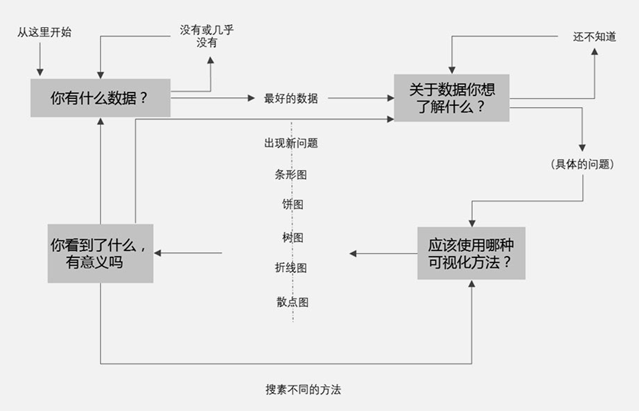 从这里开始
没有或几乎
没有
还不知道
你有什么数据？
最好的数据
关于数据你想
了解什么？
出现新问题
（具体的问题）
条形图
饼图
树图
折线图
散点图
你看到了什么，
有意义吗
应该使用哪种
可视化方法？
搜素不同的方法